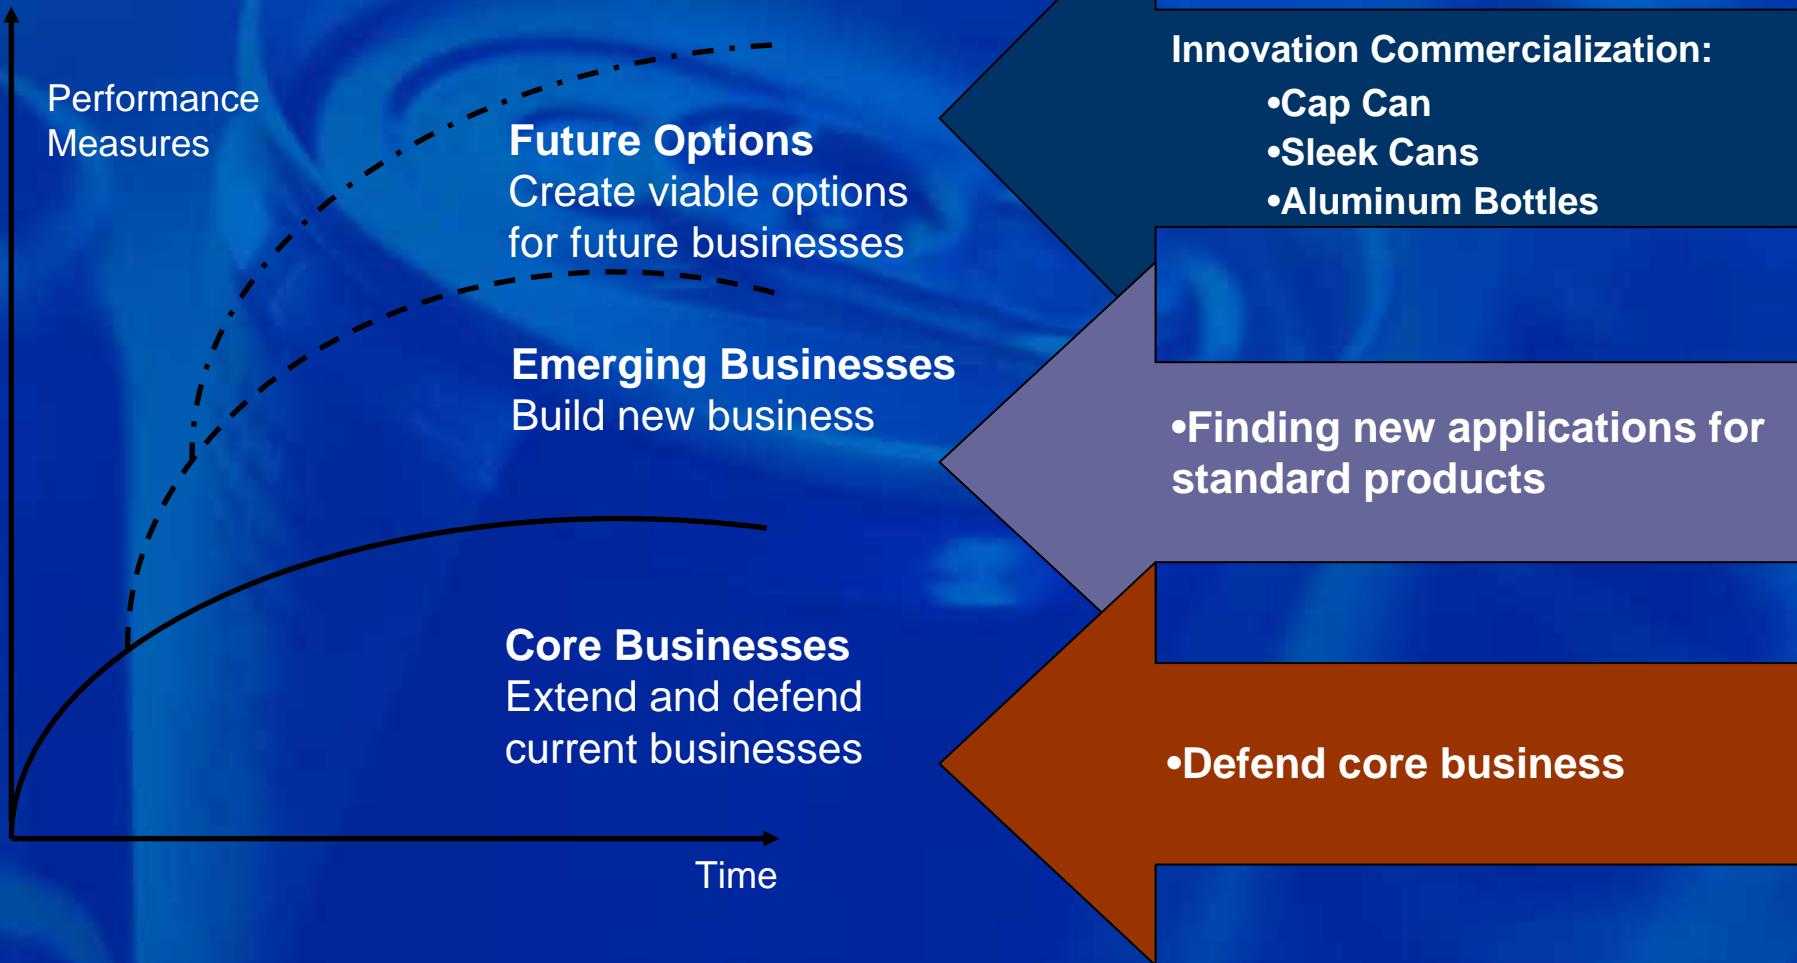 Performance
Measures
Future Options
Create viable options
for future businesses
Emerging Businesses
Build new business
Core Businesses
Extend and defend
current businesses
Time
Innovation Commercialization:
•Cap Can
•Sleek Cans
•Aluminum Bottles
•Finding new applications for
standard products
•Defend core business